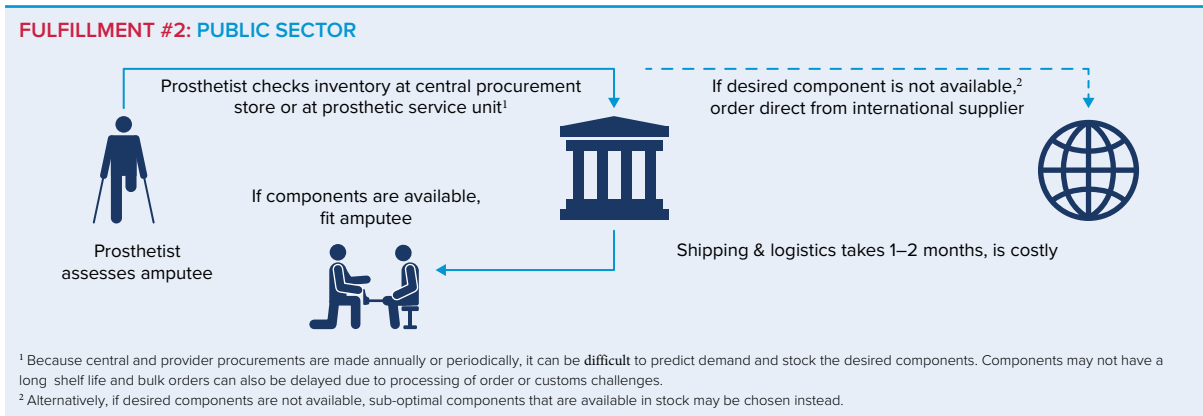 FULFILLMENT #2: PUBLIC SECTOR
Prosthetist checks inventory at central procurement
store or at prosthetic service unit¹
If desired component is not available,²
order direct from international supplier
If components are available,
fit amputee
Prosthetist
assesses amputee
Shipping & logistics takes 1–2 months, is costly
¹ Because central and provider procurements are made annually or periodically, it can be difficult to predict demand and stock the desired components. Components may not have a
long shelf life and bulk orders can also be delayed due to processing of order or customs challenges.
² Alternatively, if desired components are not available, sub-optimal components that are available in stock may be chosen instead.